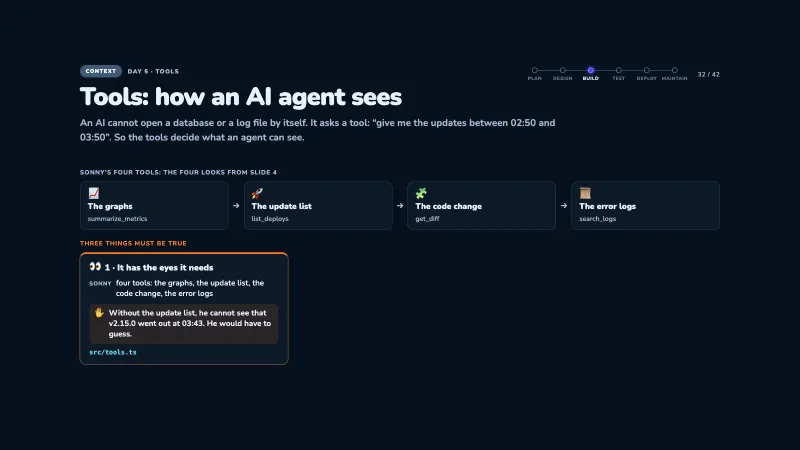 CONTEXT DAY 5 · TOOLS
PLAN DESIGN BUILD TEST DEPLOY MAINTAIN 32 / 42
Tools: how an AI agent sees
An AI cannot open a database or a log file by itself. It asks a tool: “give me the updates between 02:50 and
03:50”. So the tools decide what an agent can see.
SONNY'S FOUR TOOLS: THE FOUR LOOKS FROM SLIDE 4
The graphs
summarize_metrics
The update list
list_deploys
The code change
get_diff
The error logs
search_logs
THREE THINGS MUST BE TRUE
1 · It has the eyes it needs
SONNY four tools: the graphs, the update list, the
code change, the error logs
Without the update list, he cannot see that
v2.15.0 went out at 03:43. He would have to
guess.
src/tools.ts